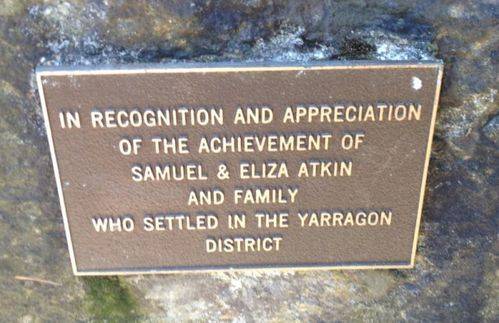 IN RECOGNITION AND APPRECIATION
OF THE ACHIEVEMENT OF
SAMUEL & ELIZA ATKIN
AND FAMILY
WHO SETTLED IN THE YARRAGON
DISTRICT